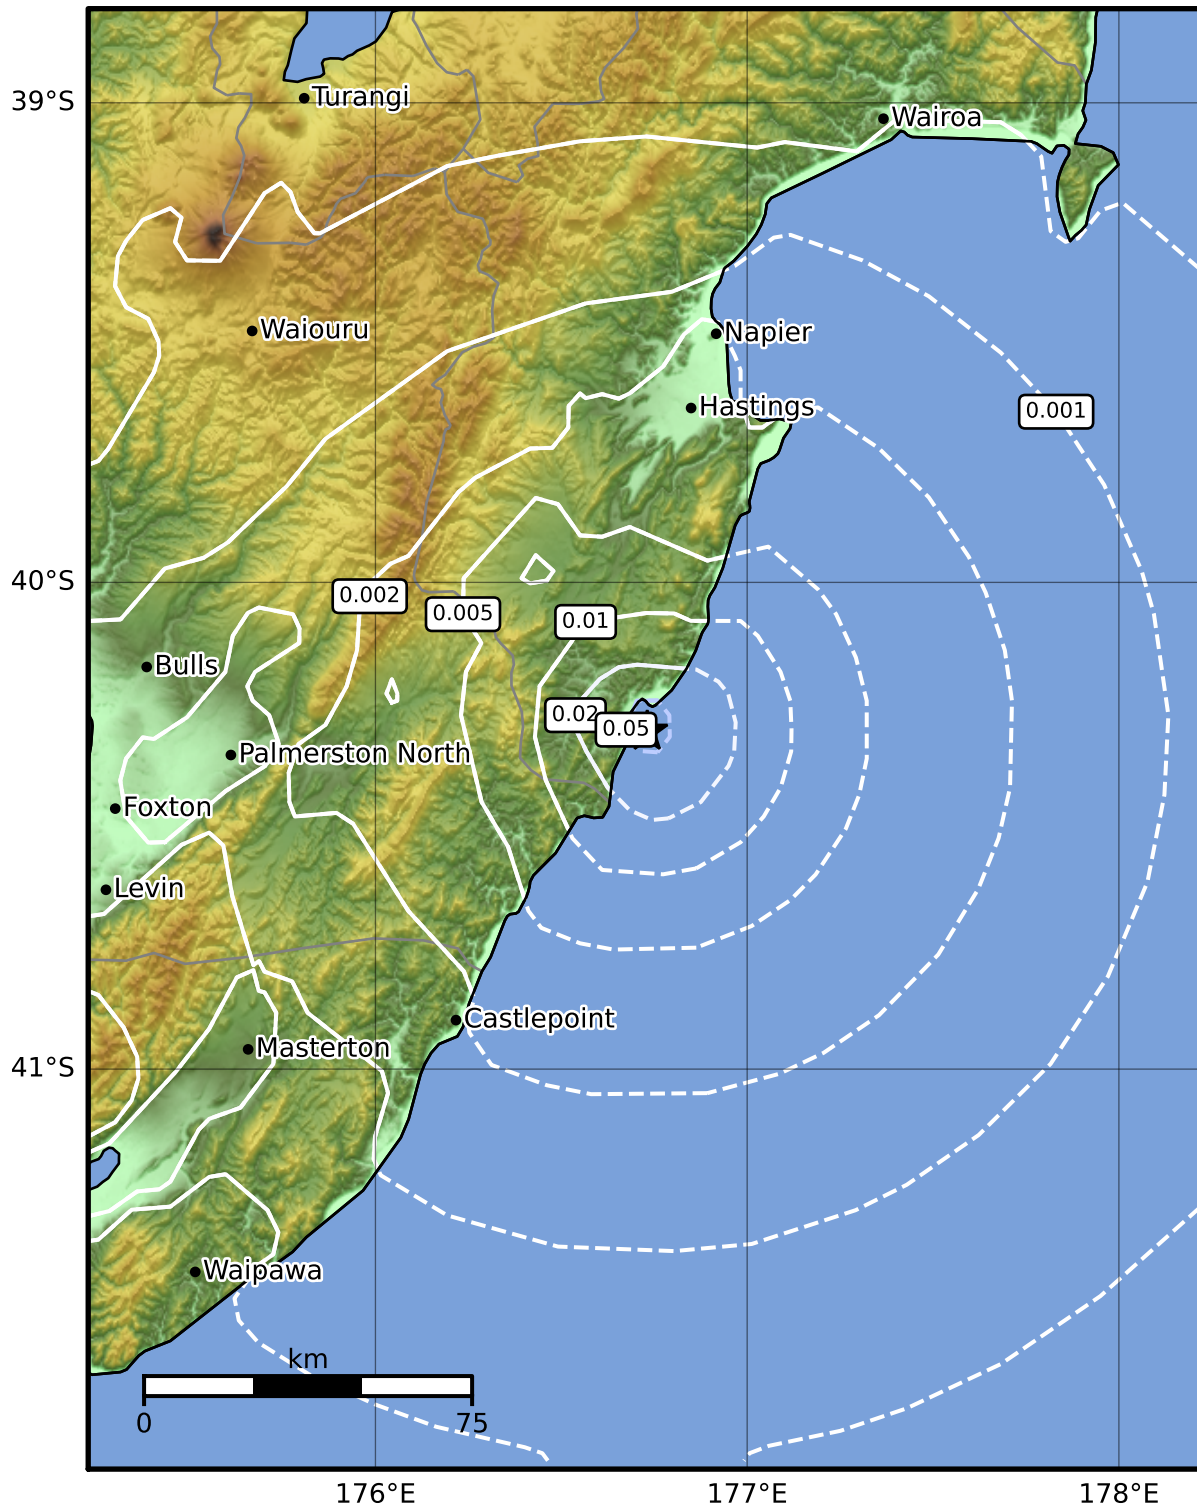 39°S
Turangi
Wairoa
Waiouru
Napier
Hastings
0.001
40°S
0.002
0.005
0.01
Bulls
0.02
0.05
Palmerston North
Foxton
Levin
Castlepoint
Masterton
41°S
Waipawa
km
0
75
176°E
177°E
178°E